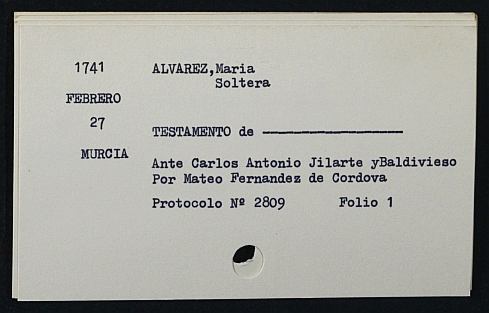 1741 ALVAREZ,Maria
Soltera
FEBRERO
27
TESTAMENTO de ----------------
MURCIA
Ante Carlos Antonio Jilarte yBaldivieso
Por Mateo Fernandez de Cordova
Protocolo Nº 2809 Folio 1